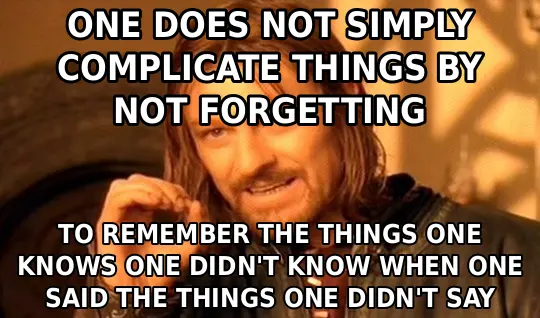 ONE DOES NOT SIMPLY
COMPLICATE THINGS BY
NOT FORGETTING
TO REMEMBER THE THINGS ONE
KNOWS ONE DIDN'T KNOW WHEN ONE
SAID THE THINGS ONE DIDN'T SAY